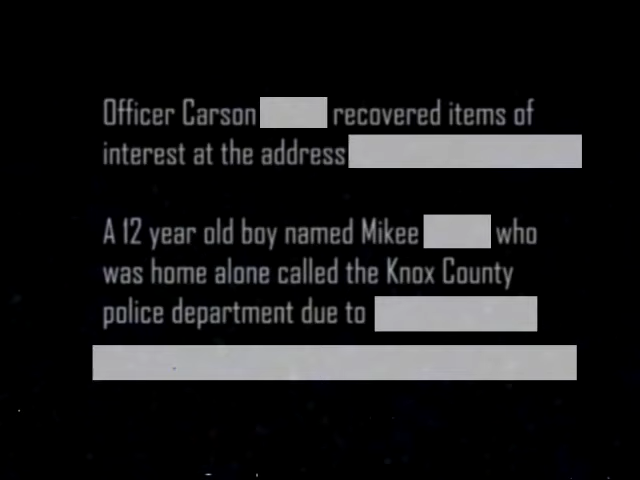 Officer Carson recovered items of
interest at the address
A 12 year old boy named Mikee who
was home alone called the Knox County
police department due to